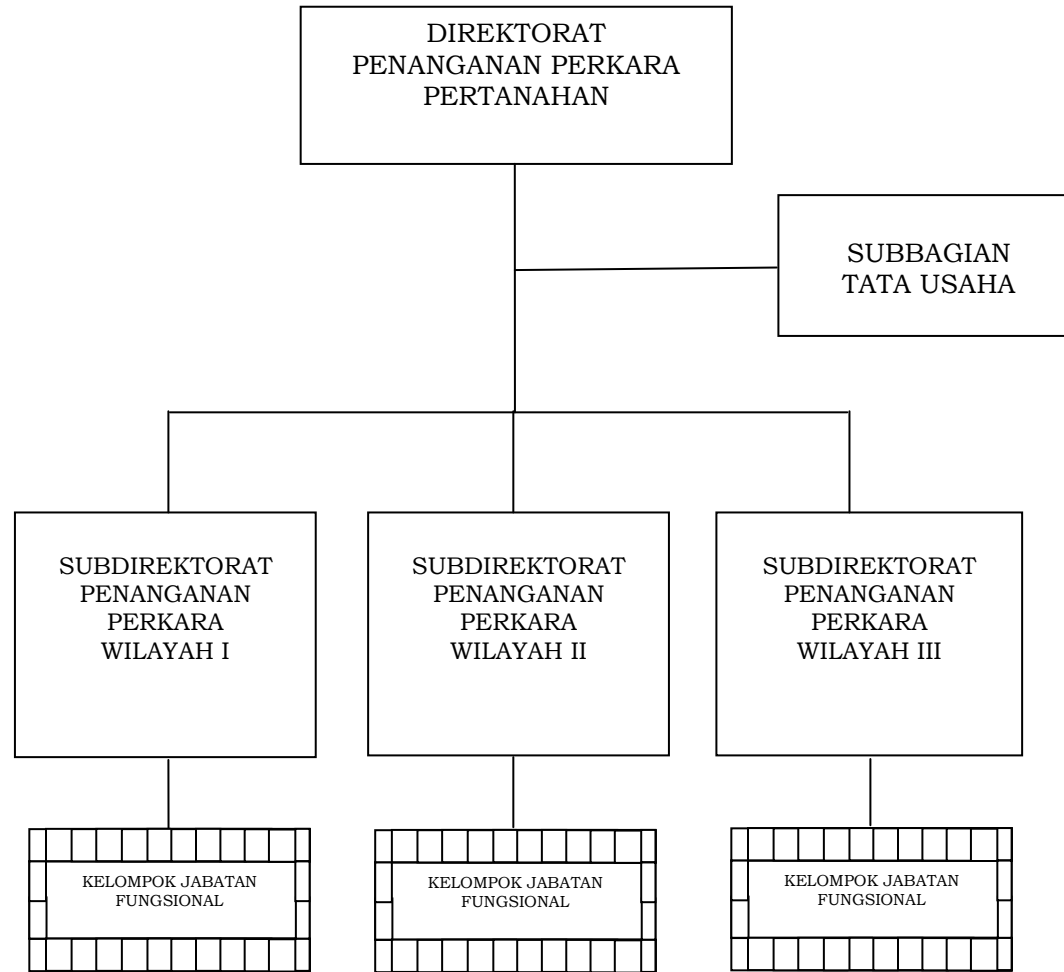 DIREKTORAT
PENANGANAN PERKARA
PERTANAHAN
SUBBAGIAN
TATA USAHA
SUBDIREKTORAT
PENANGANAN
PERKARA
WILAYAH I
SUBDIREKTORAT
PENANGANAN
PERKARA
WILAYAH II
SUBDIREKTORAT
PENANGANAN
PERKARA
WILAYAH III
KELOMPOK JABATAN
FUNGSIONAL
KELOMPOK JABATAN
FUNGSIONAL
KELOMPOK JABATAN
FUNGSIONAL